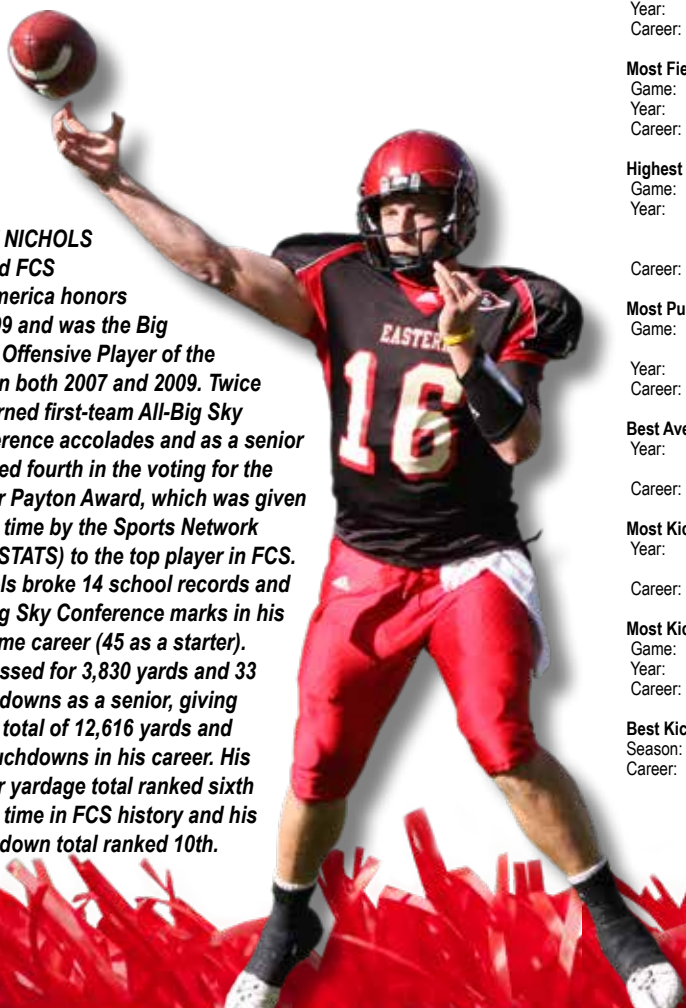 NICHOLS
d FCS
merica honors
09 and was the Big
Offensive Player of the
n both 2007 and 2009. Twice
rned first-team All-Big Sky
erence accolades and as a senior
ed fourth in the voting for the
r Payton Award, which was given
time by the Sports Network
STATS) to the top player in FCS.
ls broke 14 school records and
g Sky Conference marks in his
me career (45 as a starter).
ssed for 3,830 yards and 33
downs as a senior, giving
total of 12,616 yards and
uchdowns in his career. His
r yardage total ranked sixth
time in FCS history and his
down total ranked 10th.
EASTERN
16
Year:
Career:
Most Fie
Game:
Year:
Career:
Highest
Game:
Year:
Career:
Most Pu
Game:
Year:
Career:
Best Ave
Year:
Career:
Most Kic
Year:
Career:
Most Kic
Game:
Year:
Career:
Best Kic
Season:
Career: